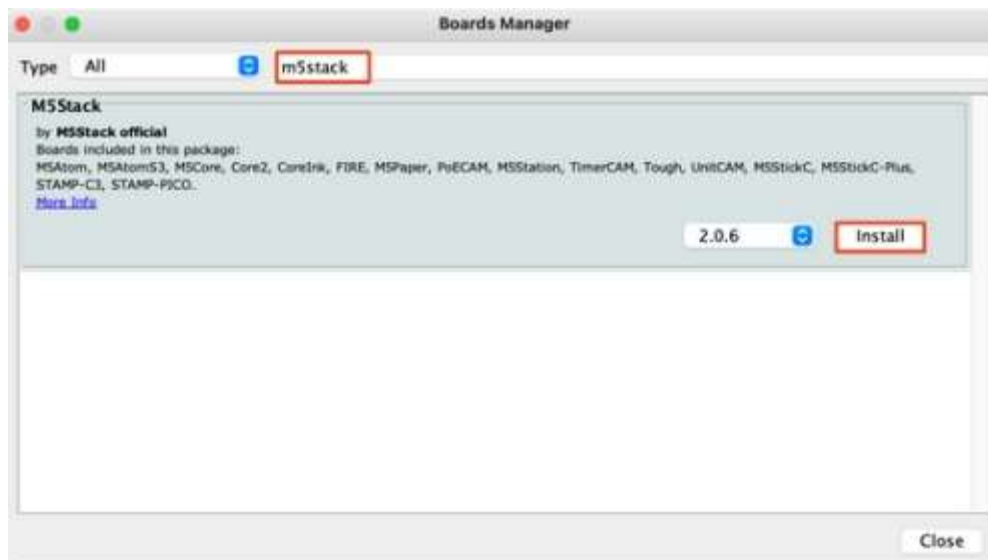 Boards Manager
Type All m5stack
M5Stack
by M5Stack official
Boards included in this package:
M5Atom, M5AtomS3, M5Core, Core2, CoreInk, FIRE, M5Paper, PoECAM, M5Station, TimerCAM, Tough, UnitCAM, M5StickC, M5StickC-Plus,
STAMP-C3, STAMP-PICO.
More Info
2.0.6 Install
Close